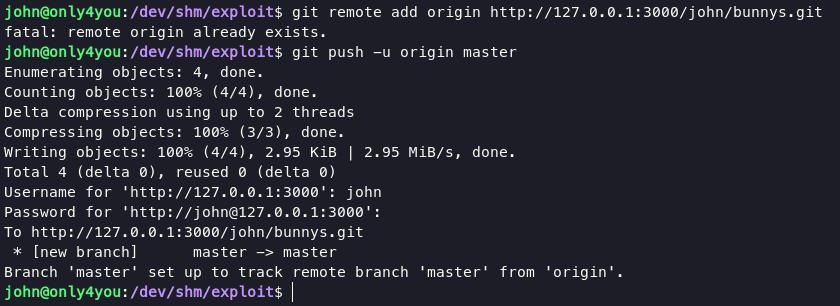 john@only4you:/dev/shm/exploit$ git remote add origin http://127.0.0.1:3000/john/bunnys.git
fatal: remote origin already exists.
john@only4you:/dev/shm/exploit$ git push -u origin master
Enumerating objects: 4, done.
Counting objects: 100% (4/4), done.
Delta compression using up to 2 threads
Compressing objects: 100% (3/3), done.
Writing objects: 100% (4/4), 2.95 KiB | 2.95 MiB/s, done.
Total 4 (delta 0), reused 0 (delta 0)
Username for 'http://127.0.0.1:3000': john
Password for 'http://john@127.0.0.1:3000':
To http://127.0.0.1:3000/john/bunnys.git
 * [new branch]      master -> master
Branch 'master' set up to track remote branch 'master' from 'origin'.
john@only4you:/dev/shm/exploit$